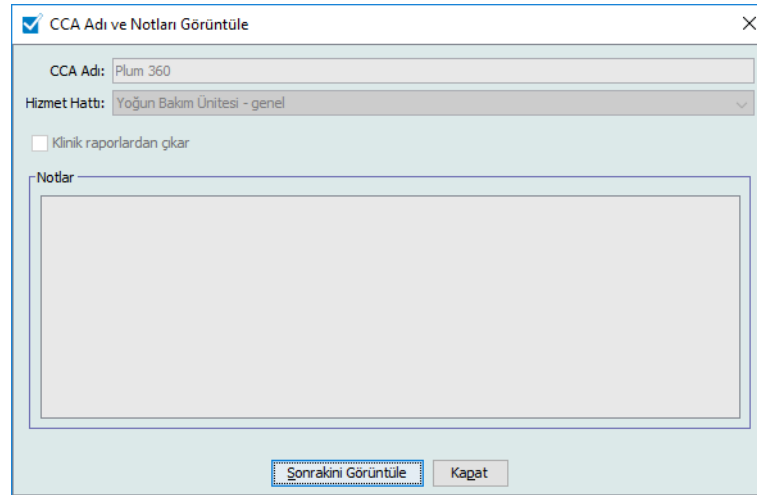 CCA Adı ve Notları Görüntüle
CCA Adı: Plum 360
Hizmet Hattı: Yoğun Bakım Ünitesi - genel
Klinik raporlardan çıkar
Notlar
Sonrakini Görüntüle Kapat